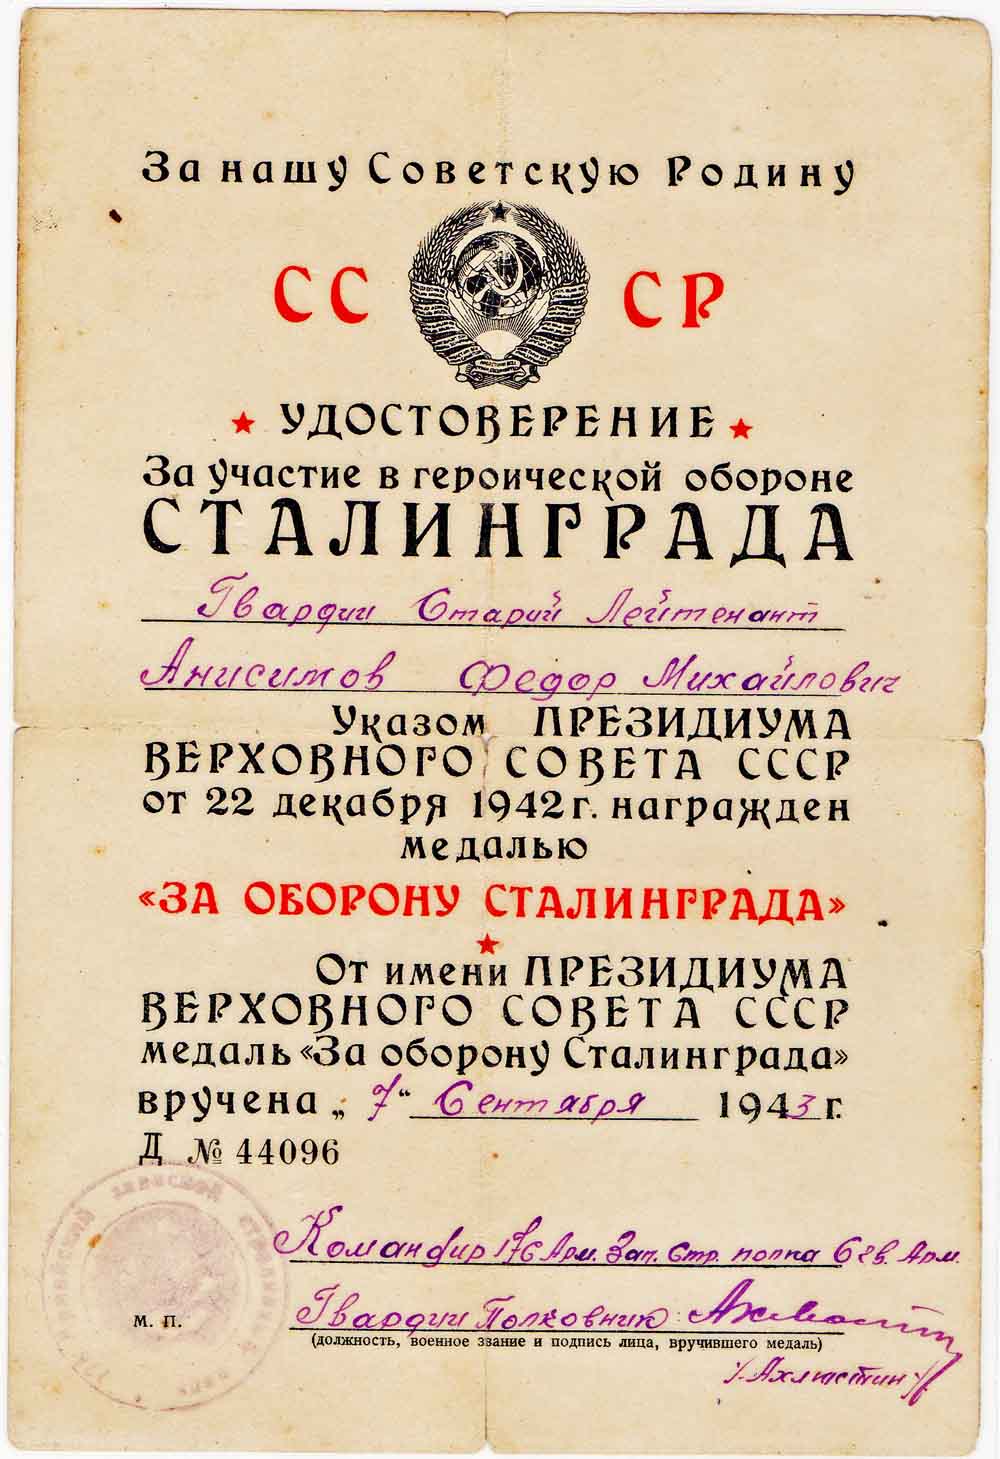 За нашу Советскую Родину
СС СР
УДОСТОВЕРЕНИЕ
За участие в героической обороне
СТАЛИНГРАДА
Гвардии Старий Лейтенант
Анисимов Федор Михайлович
Указом ПРЕЗИДИУМА
ВЕРХОВНОГО СОВЕТА СССР
от 22 декабря 1942 г. награжден
медалью
«ЗА ОБОРОНУ СТАЛИНГРАДА»
От имени ПРЕЗИДИУМА
ВЕРХОВНОГО СОВЕТА СССР
медаль «За оборону Сталинграда»
вручена „7“ Сентября 1943 г.
Д № 44096
Командир 176 Арм. Зап. Стр. полка 6 гв. Арм.
Гвардии Полковник
М. П.
(должность, военное звание и подпись лица, вручившего медаль)
/Ахлюстин/